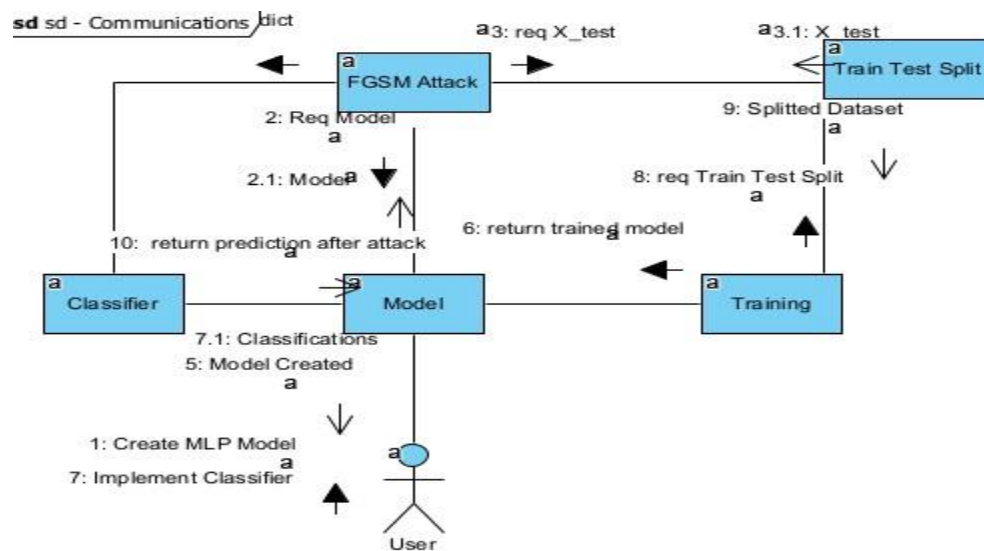 sd sd - Communications
dict
a
3: req X_test
a
3.1: X_test
a
FGSM Attack
a
Train Test Split
2: Req Model
a
9: Splitted Dataset
a
2.1: Model
a
8: req Train Test Split
a
10: return prediction after attack
a
6: return trained model
a
a
Classifier
a
Model
a
Training
7.1: Classifications
5: Model Created
a
1: Create MLP Model
a
7: Implement Classifier
a
User